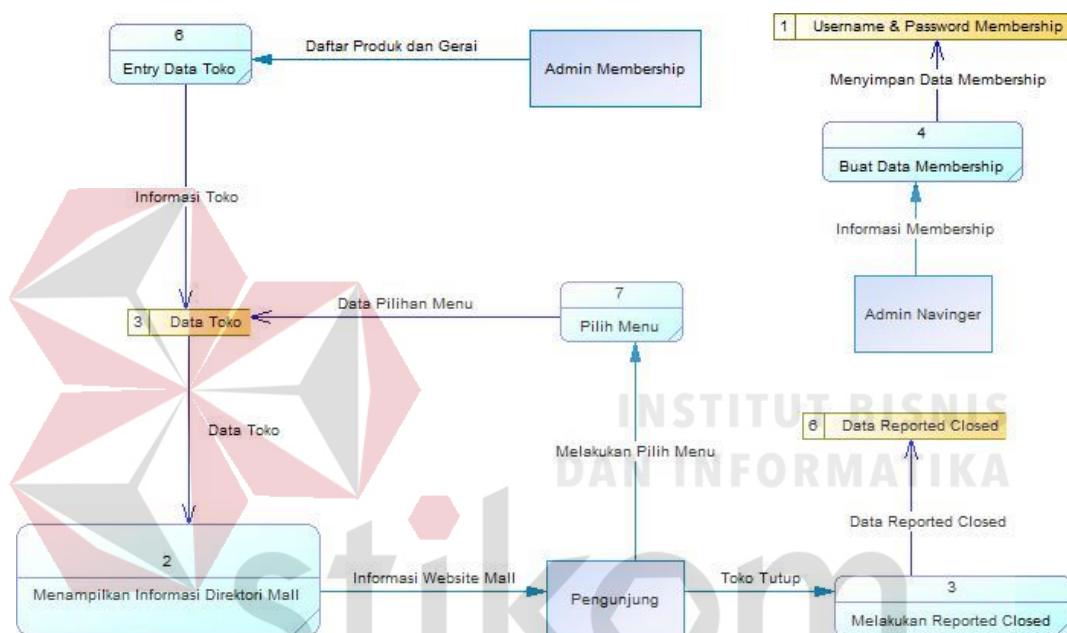 6
Entry Data Toko
Daftar Produk dan Gerai
Admin Membership
1 Username & Password Membership
Menyimpan Data Membership
4
Buat Data Membership
Informasi Toko
Informasi Membership
3 Data Toko
Data Pilihan Menu
7
Pilih Menu
Admin Navinger
INSTITUT BISNIS
DAN INFORMATIKA
6 Data Reported Closed
Data Toko
Melakukan Pilih Menu
Data Reported Closed
stikom
2
Menampilkan Informasi Direktori Mall
Informasi Website Mall
Pengunjung
Toko Tutup
3
Melakukan Reported Closed